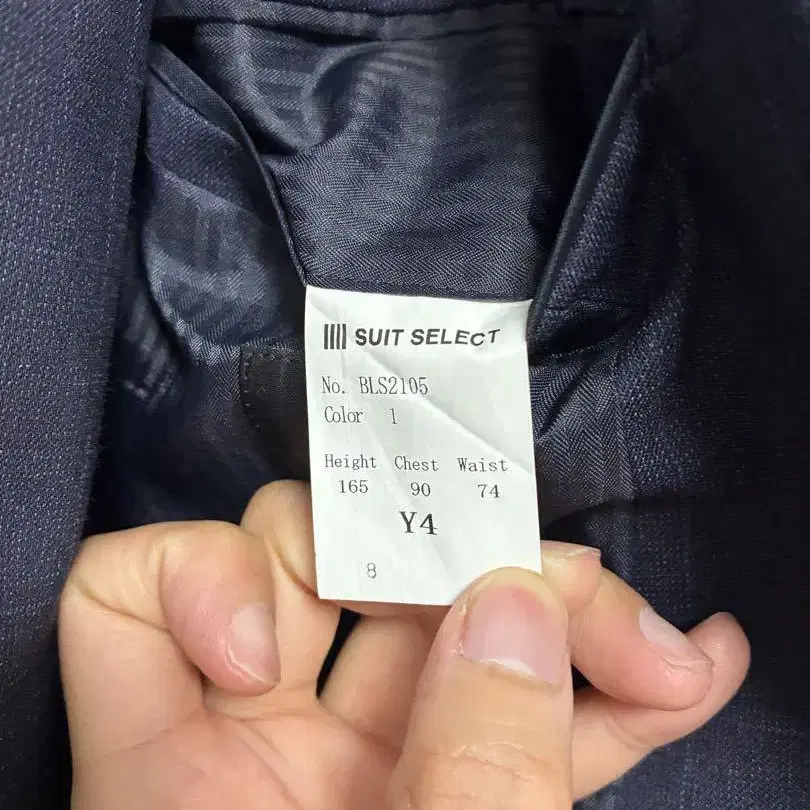 SUIT SELECT
No. BLS2105
Color 1
Height Chest Waist
165 90 74
Y4
8